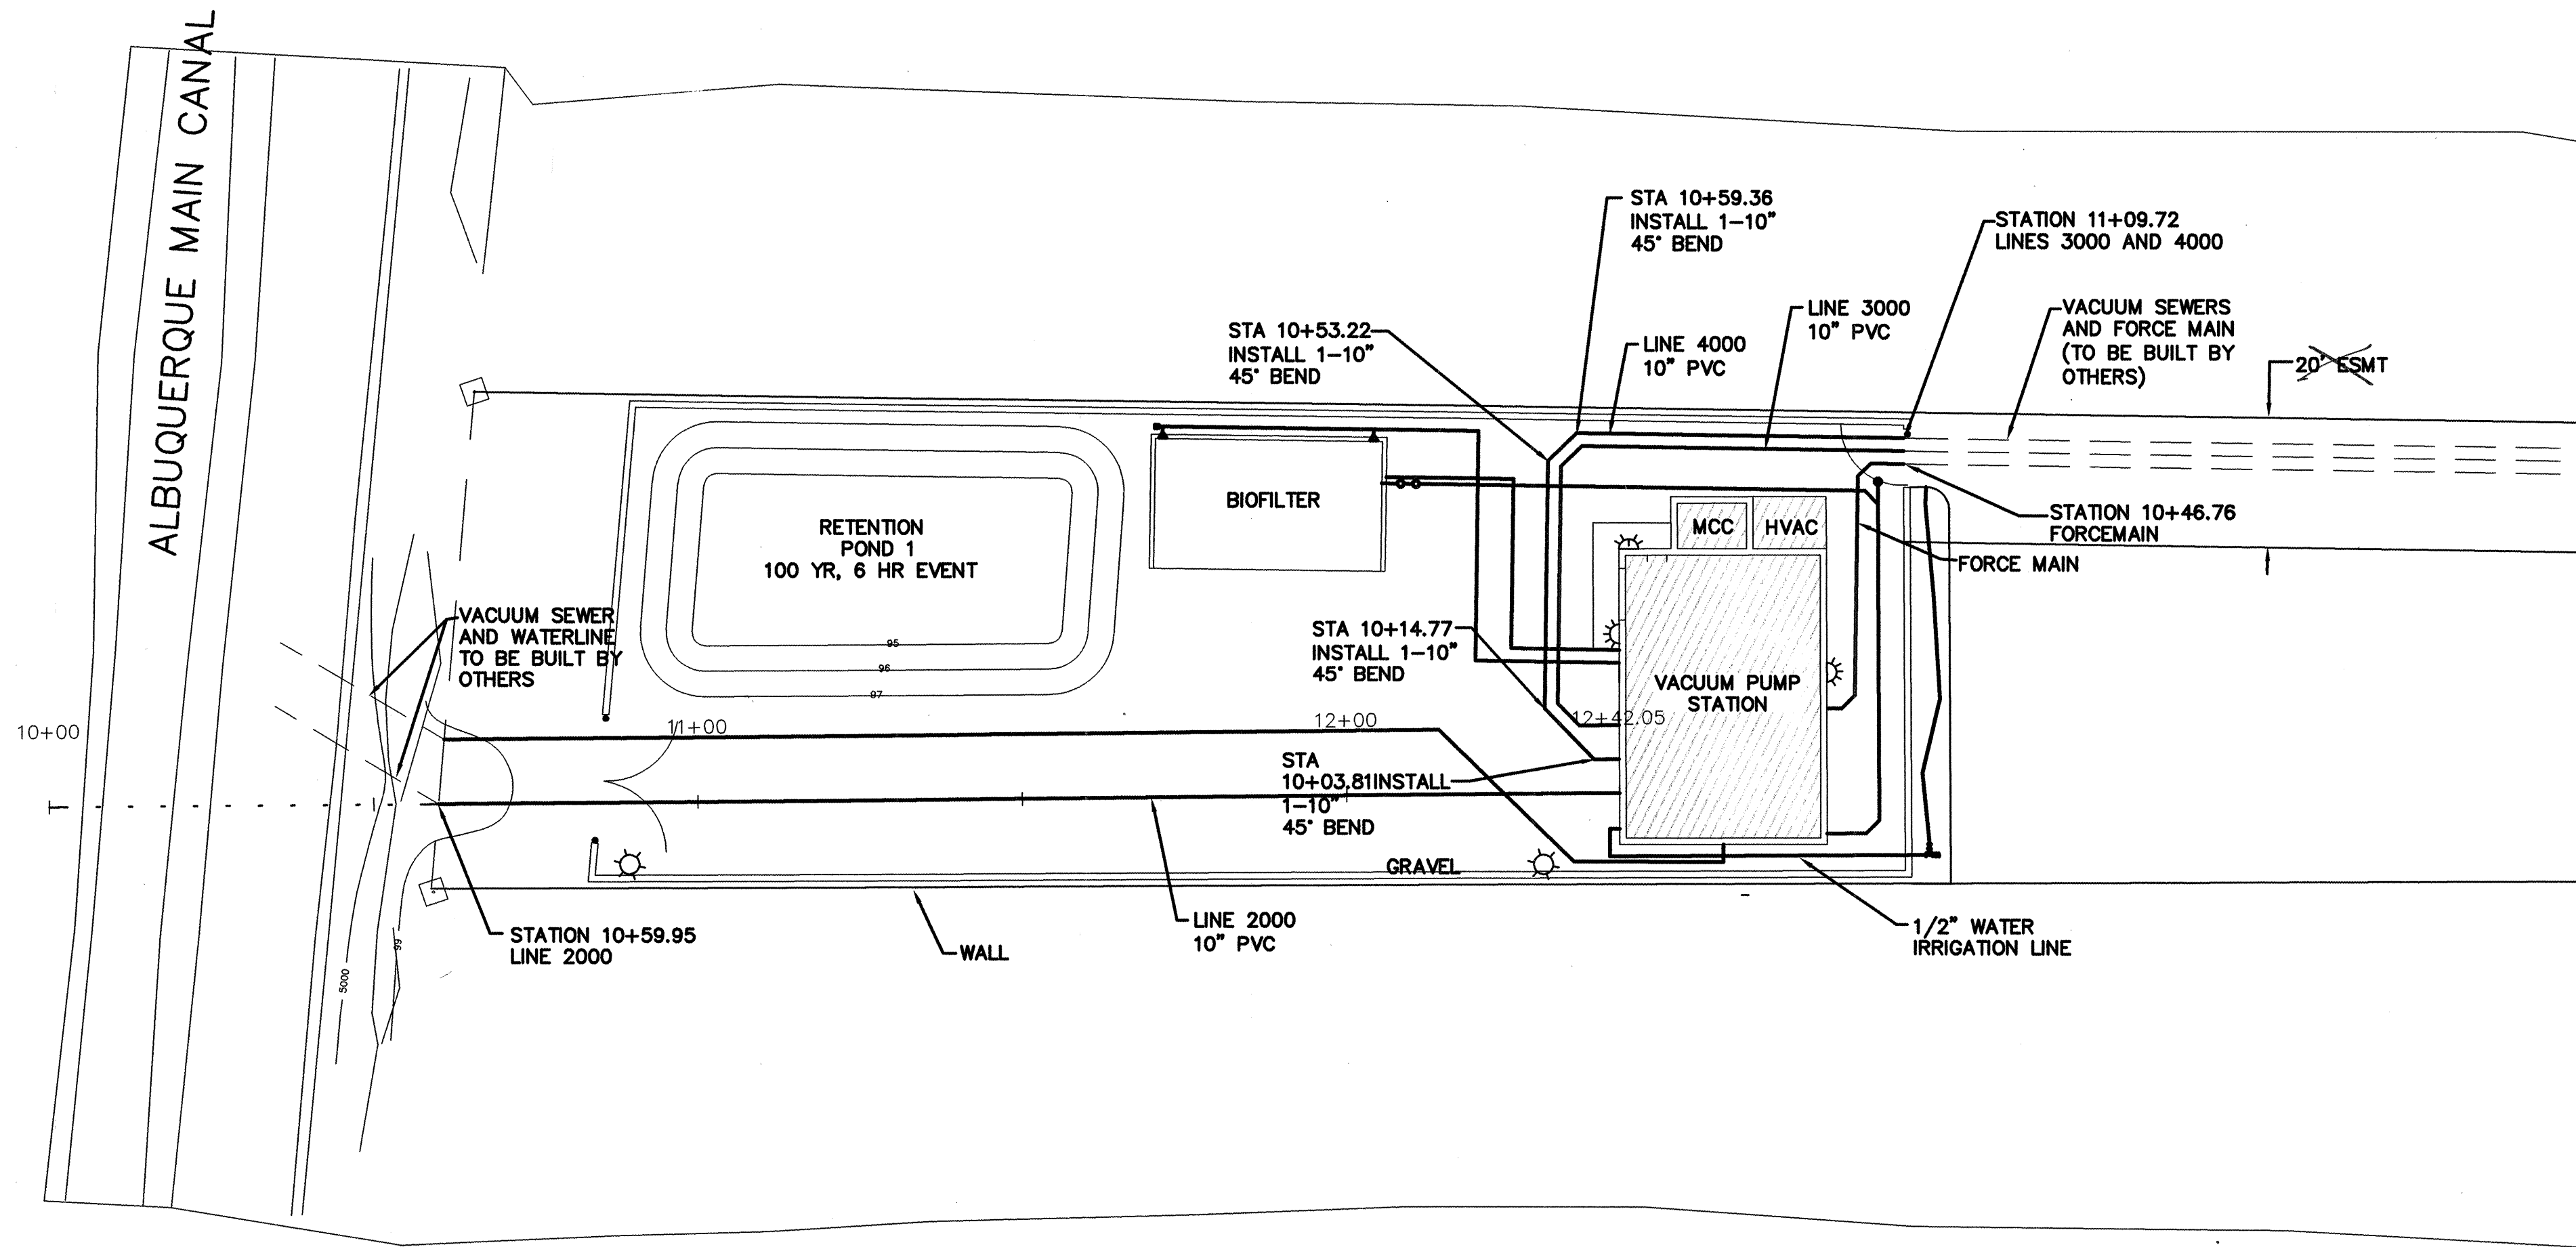 ALBUQUERQUE MAIN CANAL
STA 10+59.36
INSTALL 1-10"
45° BEND
STATION 11+09.72
LINES 3000 AND 4000
STA 10+53.22
INSTALL 1-10"
45° BEND
LINE 4000
10" PVC
LINE 3000
10" PVC
VACUUM SEWERS
AND FORCE MAIN
(TO BE BUILT BY
OTHERS)
20' ESMT
RETENTION
POND 1
100 YR, 6 HR EVENT
BIOFILTER
MCC
HVAC
STATION 10+46.76
FORCEMAIN
FORCE MAIN
VACUUM SEWER
AND WATERLINE
TO BE BUILT BY
OTHERS
95
96
97
STA 10+14.77
INSTALL 1-10"
45° BEND
VACUUM PUMP
STATION
10+00
11+00
12+00
12+42.05
STA
10+03.81INSTALL
1-10"
45° BEND
GRAVEL
STATION 10+59.95
LINE 2000
LINE 2000
10" PVC
WALL
1/2" WATER
IRRIGATION LINE
99
5000